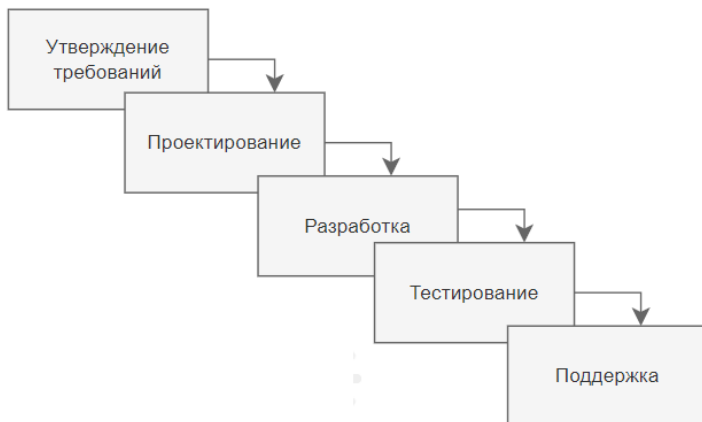 Утверждение
требований
Проектирование
Разработка
Тестирование
Поддержка